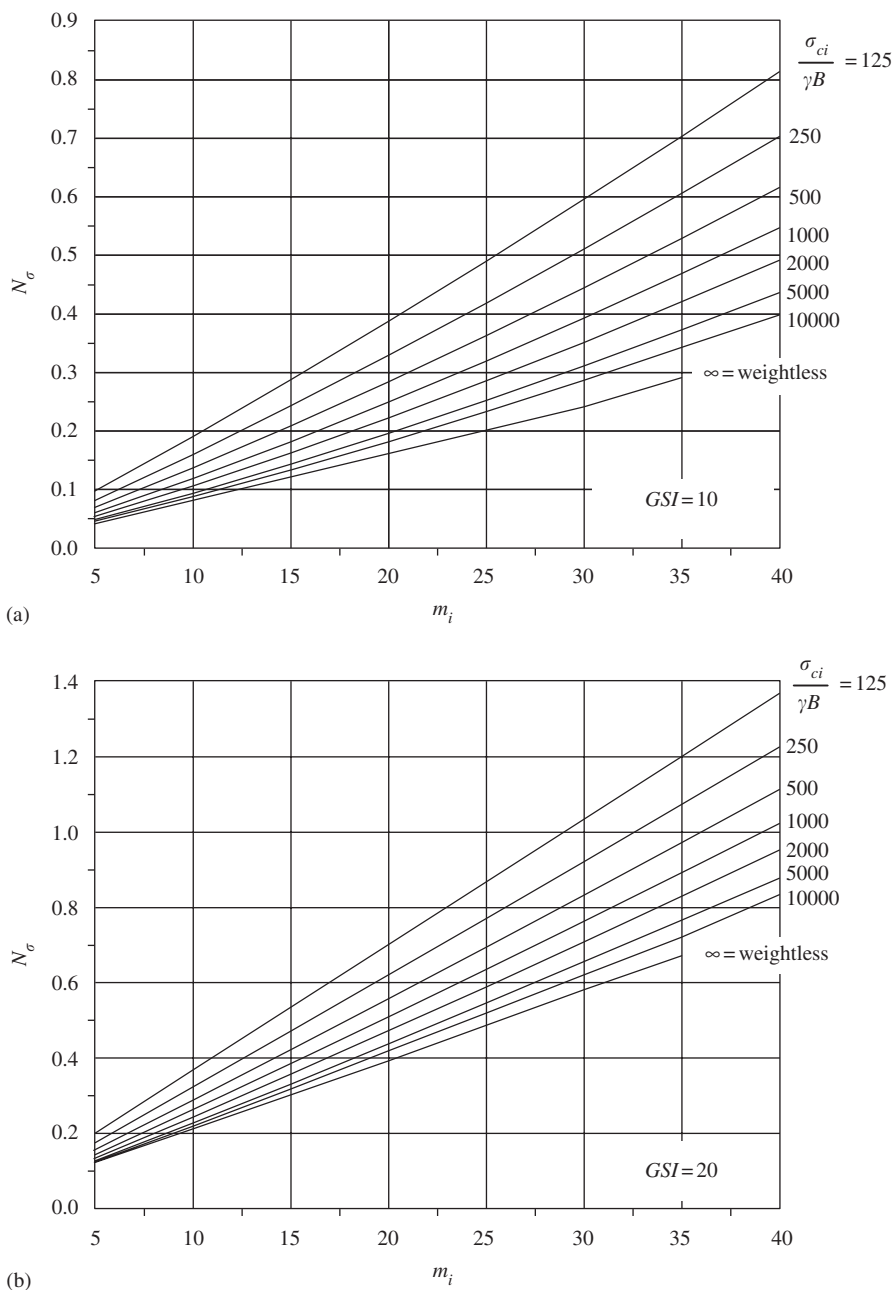 0.9
0.8
0.7
0.6
0.5
0.4
0.3
0.2
0.1
0.0
N_σ
5 10 15 20 25 30 35 40
m_i
σ_ci / γB = 125
250
500
1000
2000
5000
10000
∞ = weightless
GSI = 10
(a)
1.4
1.2
1.0
0.8
0.6
0.4
0.2
0.0
N_σ
5 10 15 20 25 30 35 40
m_i
σ_ci / γB = 125
250
500
1000
2000
5000
10000
∞ = weightless
GSI = 20
(b)